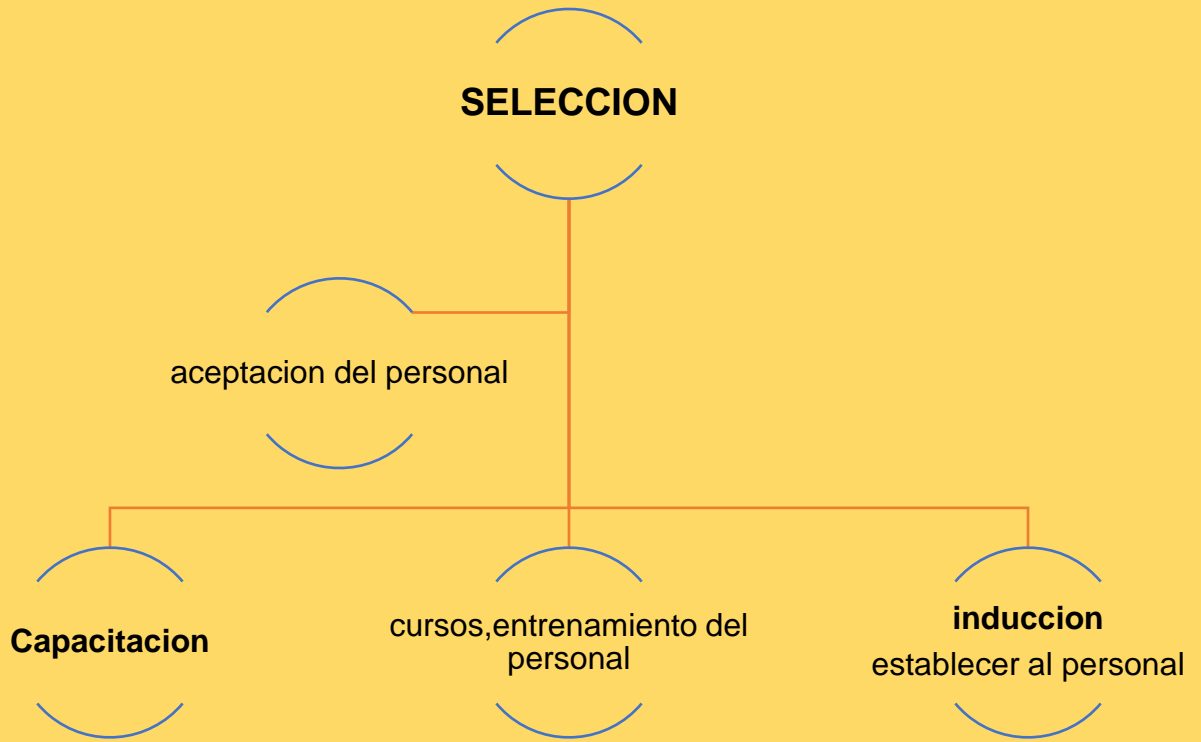 SELECCION
aceptacion del personal
Capacitacion
cursos,entrenamiento del
personal
induccion
establecer al personal